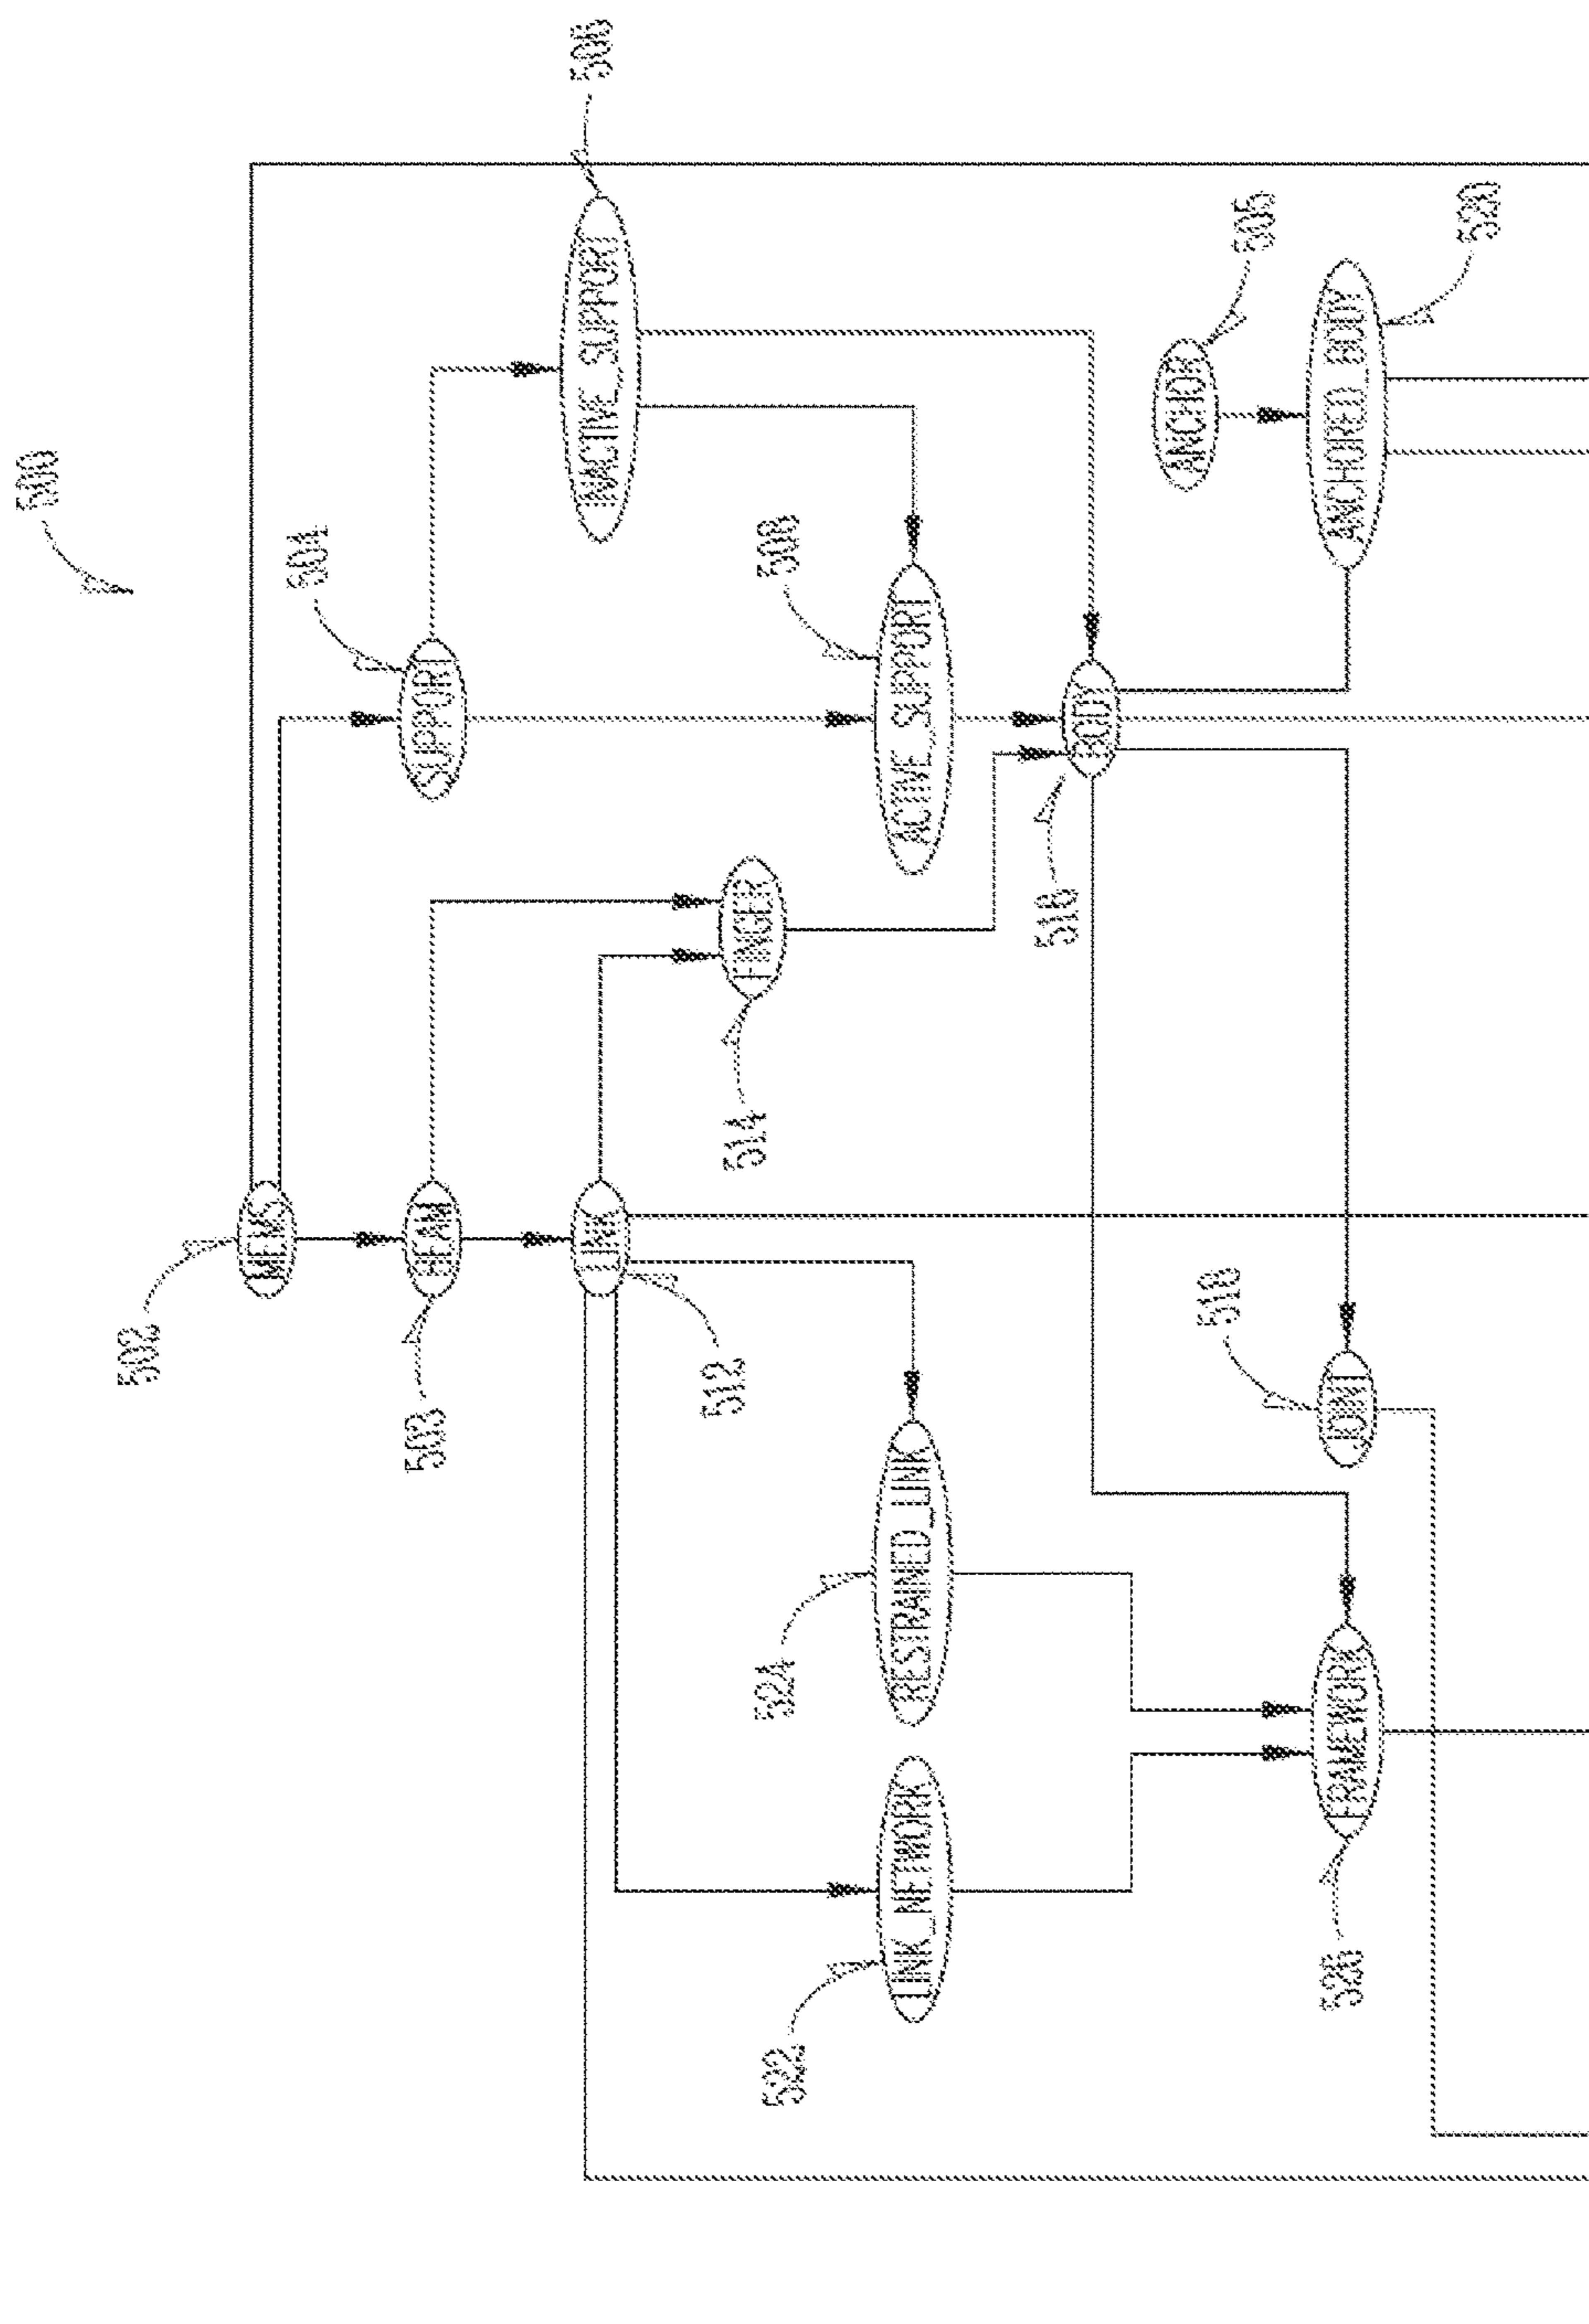 500
502
MEMS
504
SUPPORT
503
BEAM
506
INACTIVE_SUPPORT
512
LINK
514
FINGER
508
ACTIVE_SUPPORT
524
RESTRAINED_LINK
522
LINK_NETWORK
516
BODY
505
ANCHOR
520
ANCHORED_BODY
518
JOINT
526
FRAMEWORK